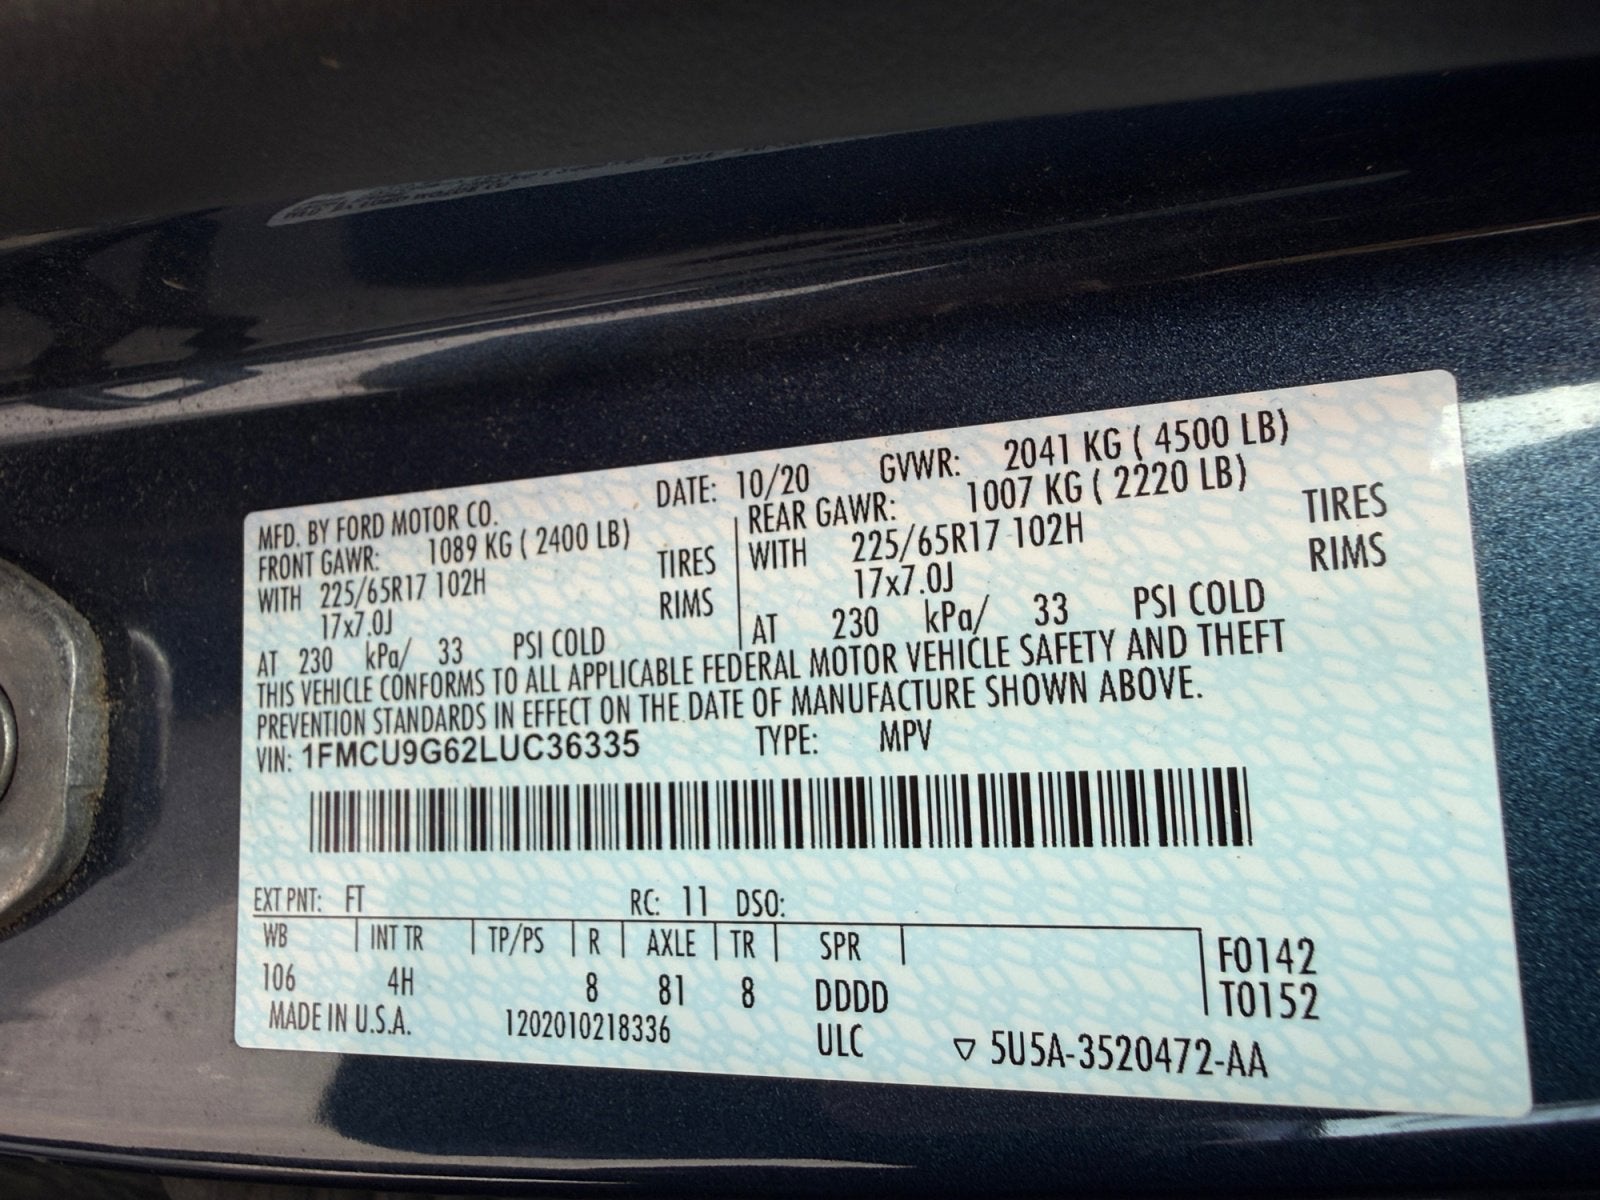 MFD. BY FORD MOTOR CO. DATE: 10/20 GVWR: 2041 KG ( 4500 LB)
FRONT GAWR: 1089 KG ( 2400 LB) REAR GAWR: 1007 KG ( 2220 LB)
WITH 225/65R17 102H TIRES WITH 225/65R17 102H TIRES
17x7.0J RIMS 17x7.0J RIMS
AT 230 kPa/ 33 PSI COLD AT 230 kPa/ 33 PSI COLD
THIS VEHICLE CONFORMS TO ALL APPLICABLE FEDERAL MOTOR VEHICLE SAFETY AND THEFT
PREVENTION STANDARDS IN EFFECT ON THE DATE OF MANUFACTURE SHOWN ABOVE.
VIN: 1FMCU9G62LUC36335 TYPE: MPV
EXT PNT: FT RC: 11 DSO:
WB INT TR TP/PS R AXLE TR SPR F0142
106 4H 8 81 8 DDDD T0152
MADE IN U.S.A. 1202010218336 ULC ▽ 5U5A-3520472-AA